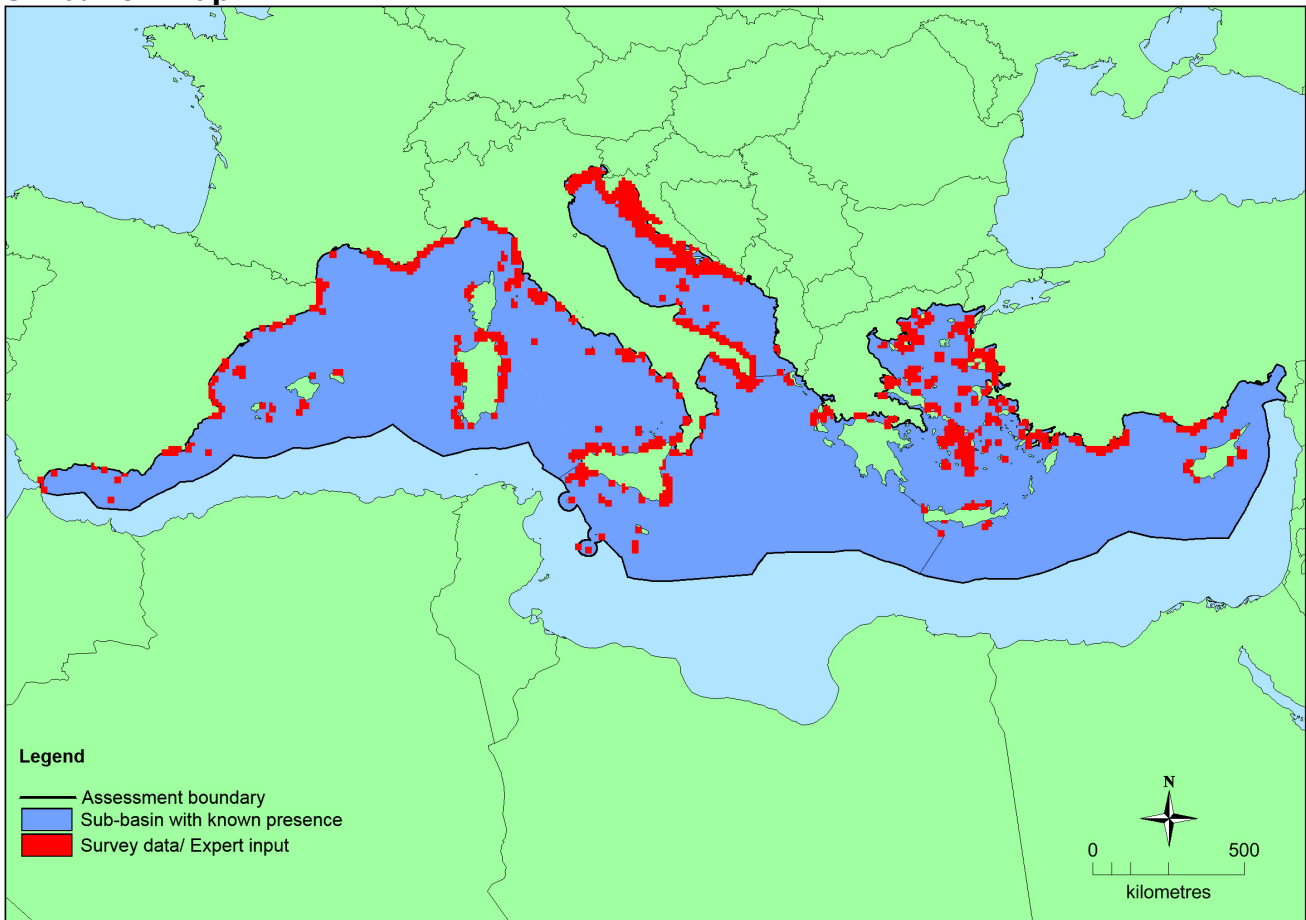 Legend
Assessment boundary
Sub-basin with known presence
Survey data/ Expert input
N
0 500
kilometres